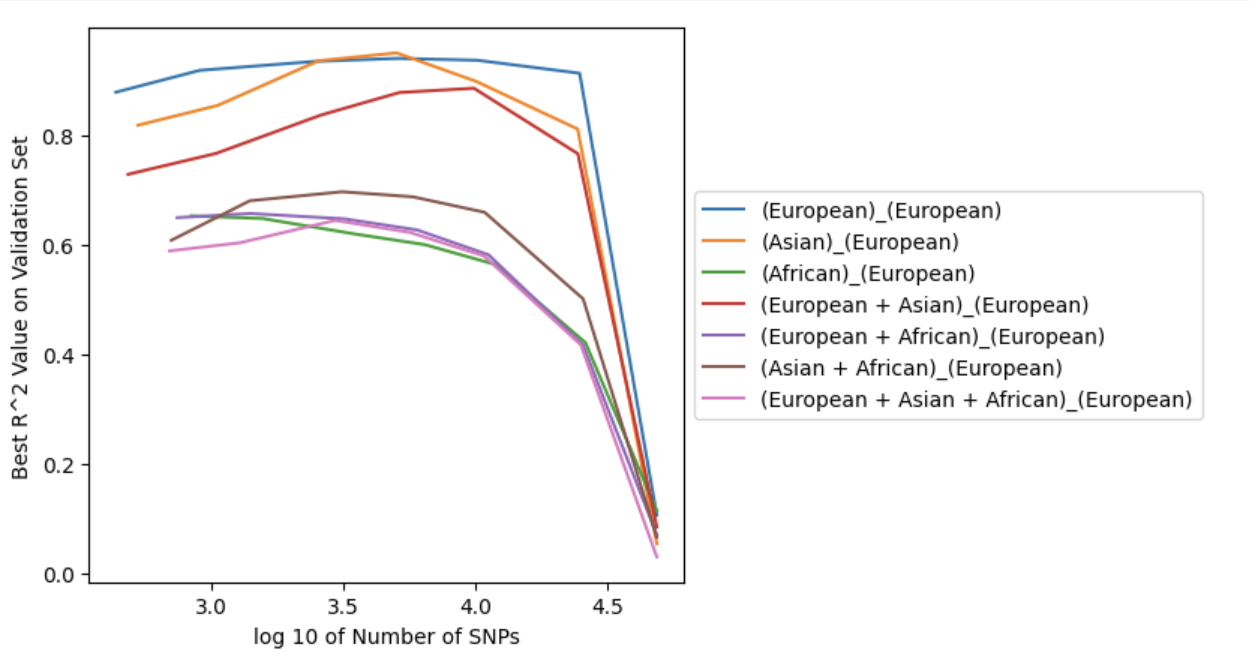 Best R^2 Value on Validation Set
0.8
0.6
0.4
0.2
0.0
3.0 3.5 4.0 4.5
log 10 of Number of SNPs
(European)_(European)
(Asian)_(European)
(African)_(European)
(European + Asian)_(European)
(European + African)_(European)
(Asian + African)_(European)
(European + Asian + African)_(European)